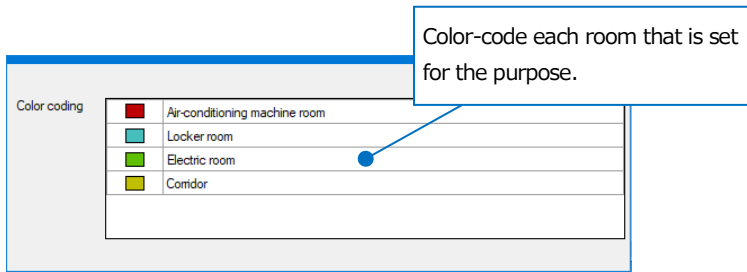 Color-code each room that is set
for the purpose.
Color coding
Air-conditioning machine room
Locker room
Electric room
Corridor